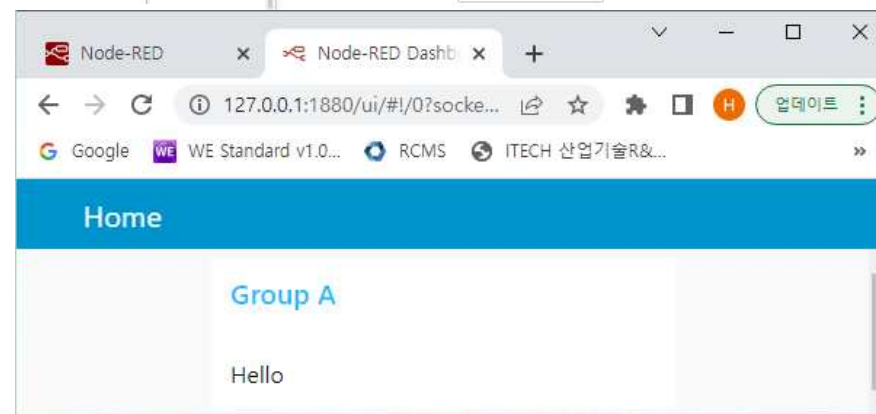 Node-RED
Node-RED Dashb
127.0.0.1:1880/ui/#!/0?socke...
H
업데이트
G Google WE WE Standard v1.0... RCMS ITECH 산업기술R&...
Home
Group A
Hello